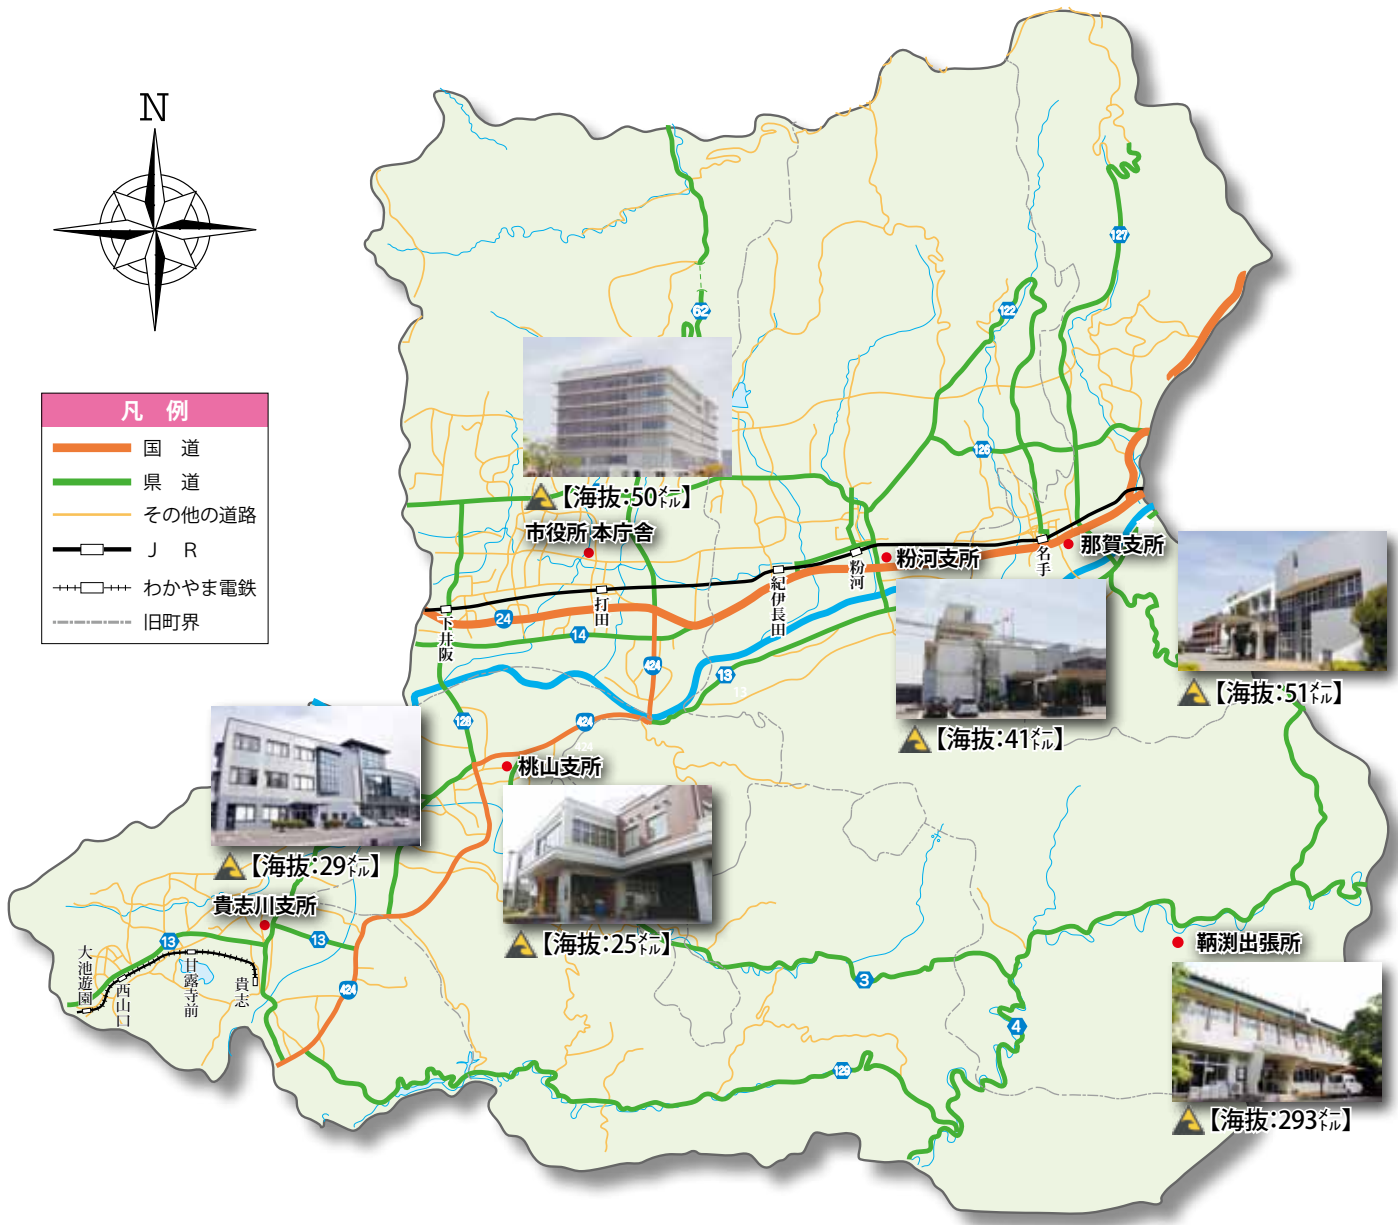 N
凡 例
国 道
県 道
その他の道路
J R
わかやま電鉄
旧町界
127
62
122
126
【海抜:50メートル】
市役所 本庁舎
粉河支所
那賀支所
名手
粉河
紀伊長田
打田
下井阪
24
14
424
13
13
【海抜:51メートル】
【海抜:41メートル】
128
424
424
桃山支所
【海抜:29メートル】
【海抜:25メートル】
貴志川支所
13
13
大池遊園
西山口
甘露寺前
貴志
424
3
4
129
鞆渕出張所
【海抜:293メートル】